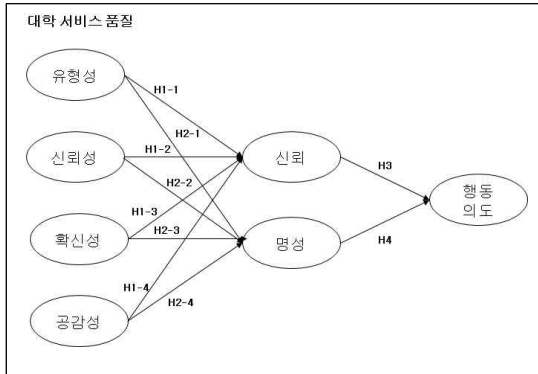 대학 서비스 품질
유형성
H1-1
H2-1
신뢰성
H1-2
신뢰
H3
H2-2
행동
의도
H1-3
확신성
H2-3
명성
H4
H1-4
H2-4
공감성